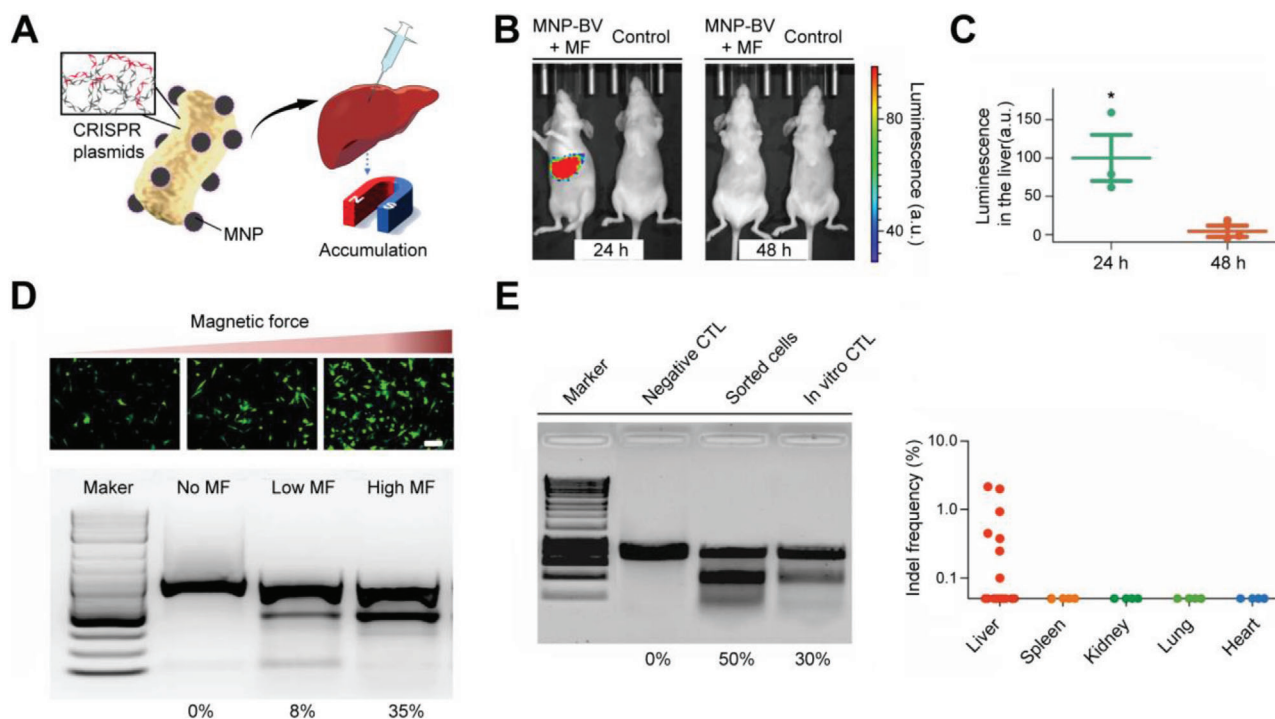 A
CRISPR
plasmids
MNP
N
S
Accumulation
B
MNP-BV
+ MF
Control
MNP-BV
+ MF
Control
24 h
48 h
80
40
Luminescence (a.u.)
C
Luminescence
in the liver(a.u.)
150
100
50
0
*
24 h
48 h
D
Magnetic force
Maker
No MF
Low MF
High MF
0%
8%
35%
E
Marker
Negative CTL
Sorted cells
In vitro CTL
0%
50%
30%
Indel frequency (%)
10.0
1.0
0.1
Liver
Spleen
Kidney
Lung
Heart